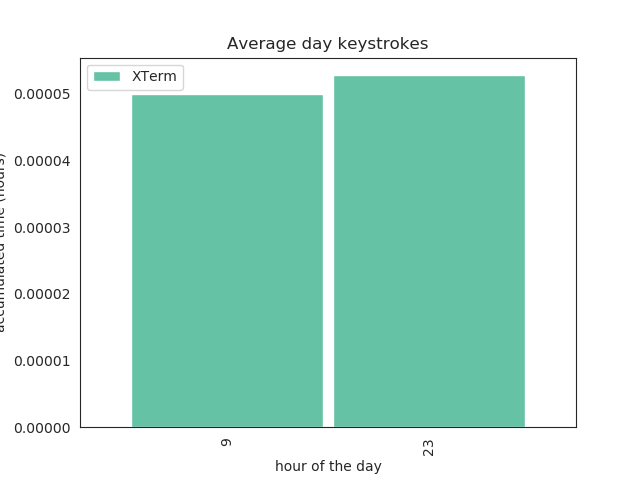 Average day keystrokes
XTerm
0.00005
0.00004
0.00003
0.00002
0.00001
0.00000
accumulated time (hours)
9
23
hour of the day